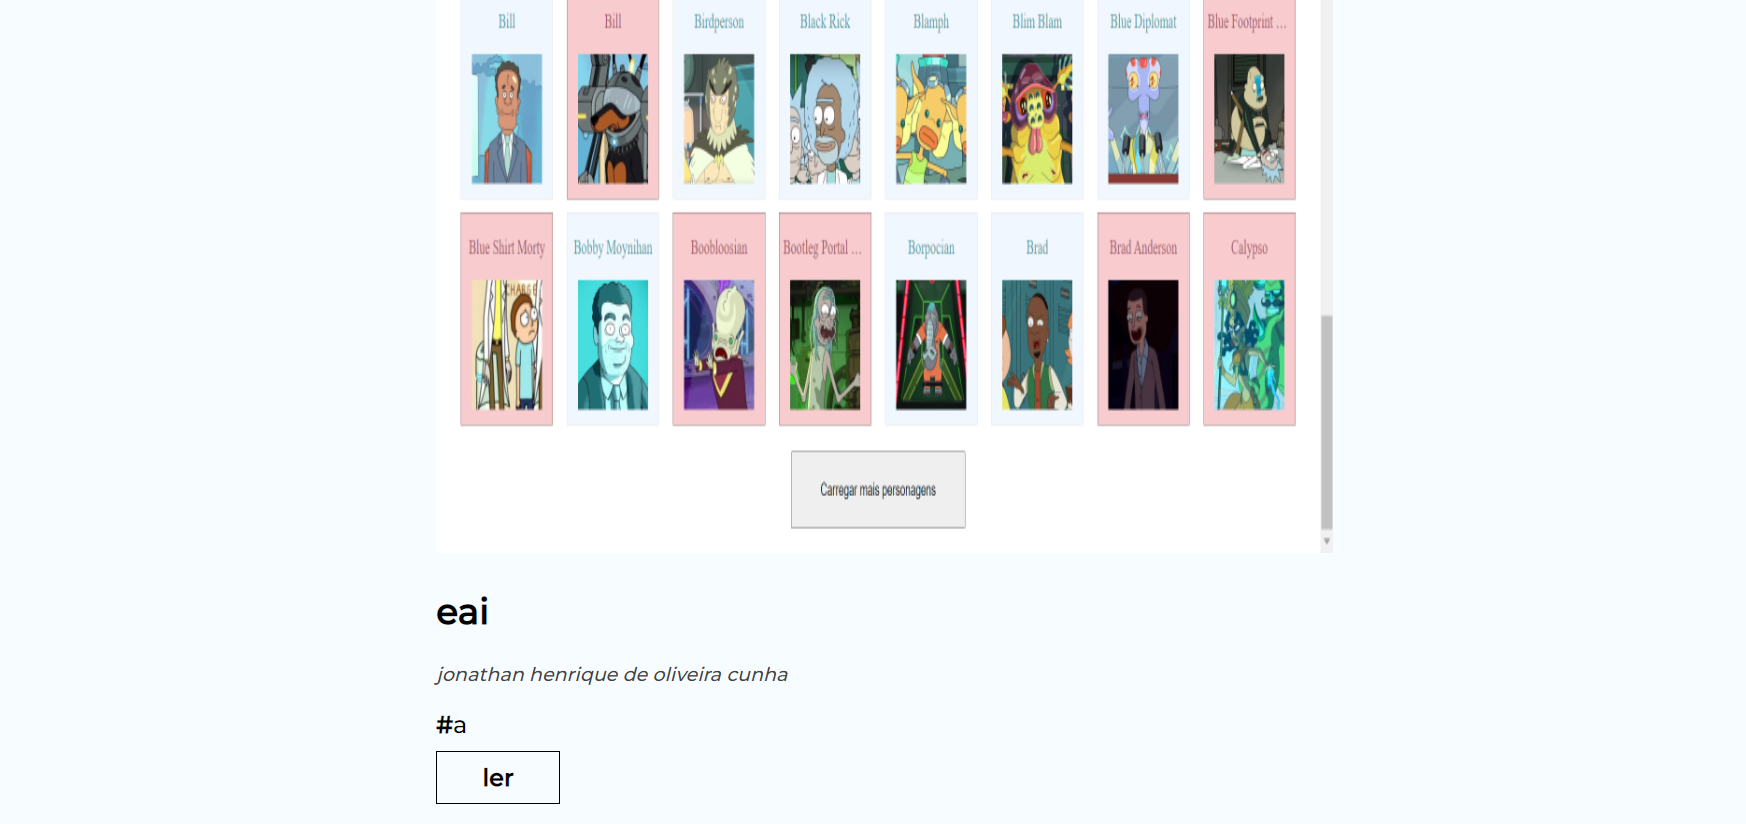 Bill Bill Birdperson Black Rick Blamph Blim Blam Blue Diplomat Blue Footprint ...
CHARGE
Blue Shirt Morty Bobby Moynihan Boobloosian Bootleg Portal ... Borpocian Brad Brad Anderson Calypso
Carregar mais personagens
eai
jonathan henrique de oliveira cunha
#a
ler